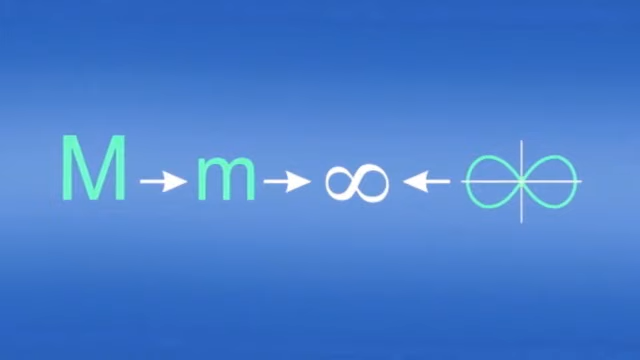 M → m → ∞ ←